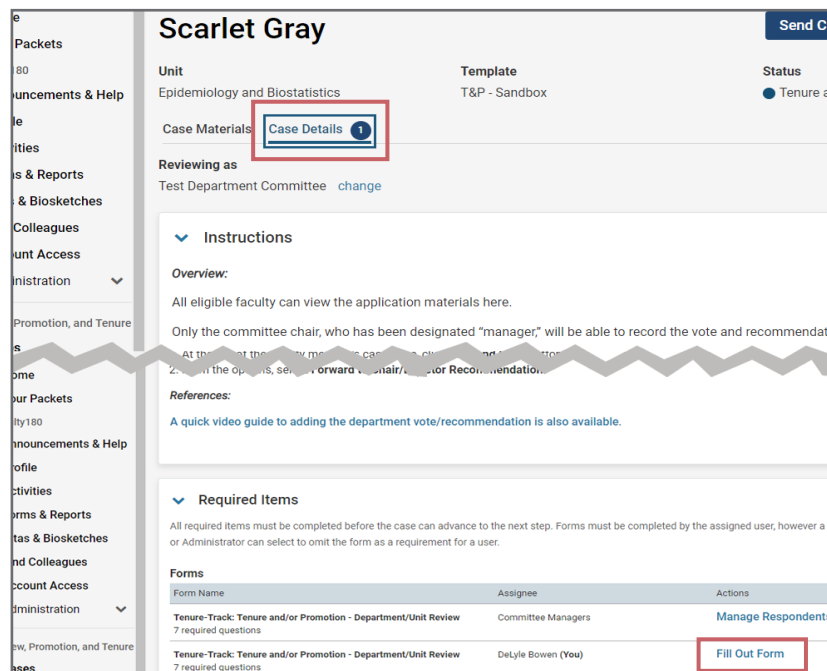 Packets
Scarlet Gray
Send C
Unit
Template
Status
Epidemiology and Biostatistics
T&P - Sandbox
Tenure a
Case Materials
Case Details 1
Reviewing as
Test Department Committee change
180
uncements & Help
ities
s & Reports
& Biosketches
Colleagues
unt Access
inistration
Promotion, and Tenure
Instructions
Overview:
All eligible faculty can view the application materials here.
Only the committee chair, who has been designated “manager,” will be able to record the vote and recommendat
References:
A quick video guide to adding the department vote/recommendation is also available.
ome
our Packets
lty180
nnouncements & Help
rofile
ctivities
orms & Reports
tas & Biosketches
nd Colleagues
ccount Access
dministration
ew, Promotion, and Tenure
ases
Required Items
All required items must be completed before the case can advance to the next step. Forms must be completed by the assigned user, however a
or Administrator can select to omit the form as a requirement for a user.
Forms
Form Name
Assignee
Actions
Tenure-Track: Tenure and/or Promotion - Department/Unit Review
7 required questions
Committee Managers
Manage Respondents
Tenure-Track: Tenure and/or Promotion - Department/Unit Review
7 required questions
DeLyle Bowen (You)
Fill Out Form